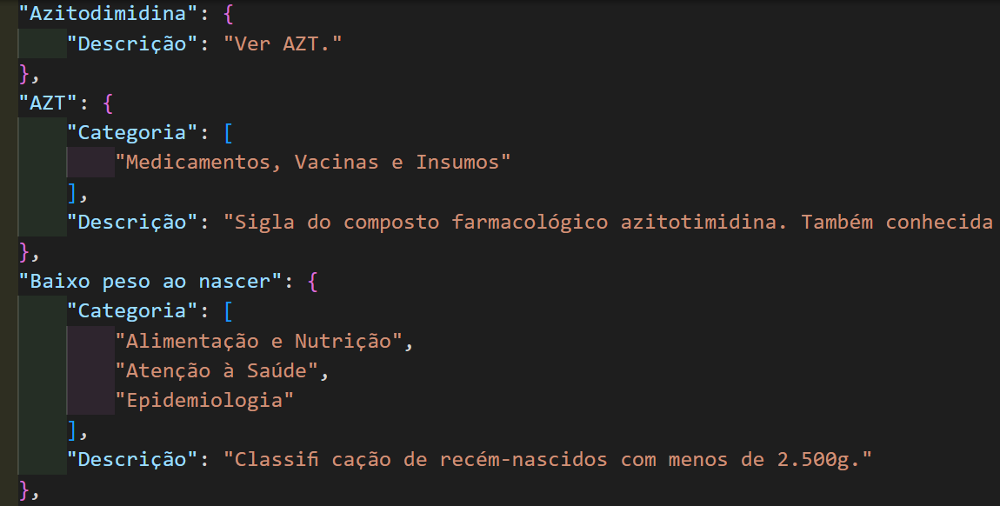 "Azitodimidina": {
"Descrição": "Ver AZT."
},
"AZT": {
"Categoria": [
"Medicamentos, Vacinas e Insumos"
],
"Descrição": "Sigla do composto farmacológico azitotimidina. Também conhecida
},
"Baixo peso ao nascer": {
"Categoria": [
"Alimentação e Nutrição",
"Atenção à Saúde",
"Epidemiologia"
],
"Descrição": "Classifi cação de recém-nascidos com menos de 2.500g."
},